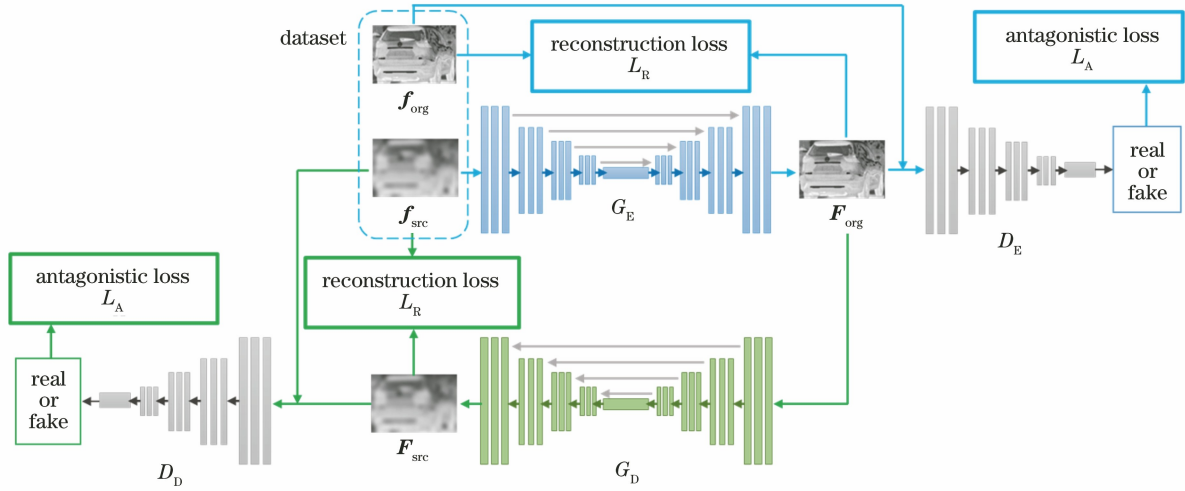 dataset
f_org
reconstruction loss
L_R
antagonistic loss
L_A
real
or
fake
f_src
G_E
F_org
D_E
antagonistic loss
L_A
reconstruction loss
L_R
real
or
fake
F_src
D_D
G_D